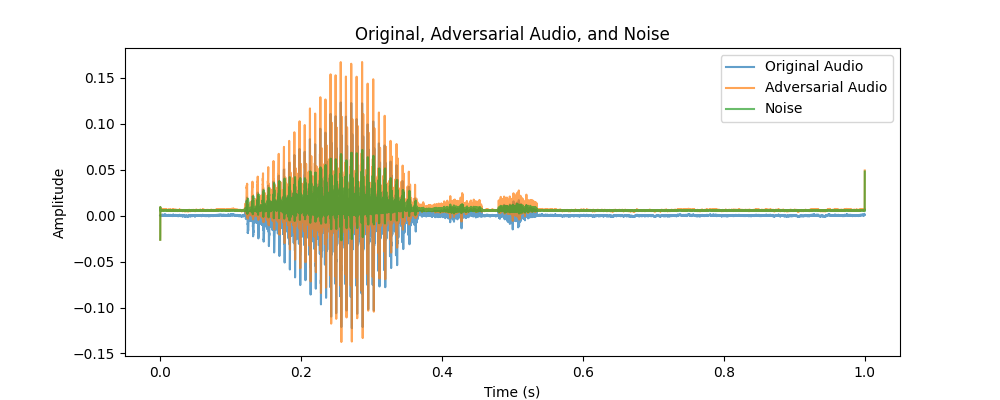 Original, Adversarial Audio, and Noise
Original Audio
Adversarial Audio
Noise
Amplitude
0.15
0.10
0.05
0.00
−0.05
−0.10
−0.15
0.0 0.2 0.4 0.6 0.8 1.0
Time (s)